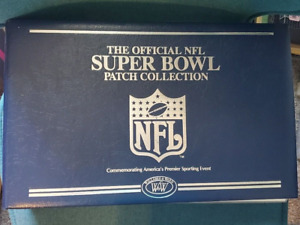 THE OFFICIAL NFL
SUPER BOWL
PATCH COLLECTION
NFL
Commemorating America's Premier Sporting Event